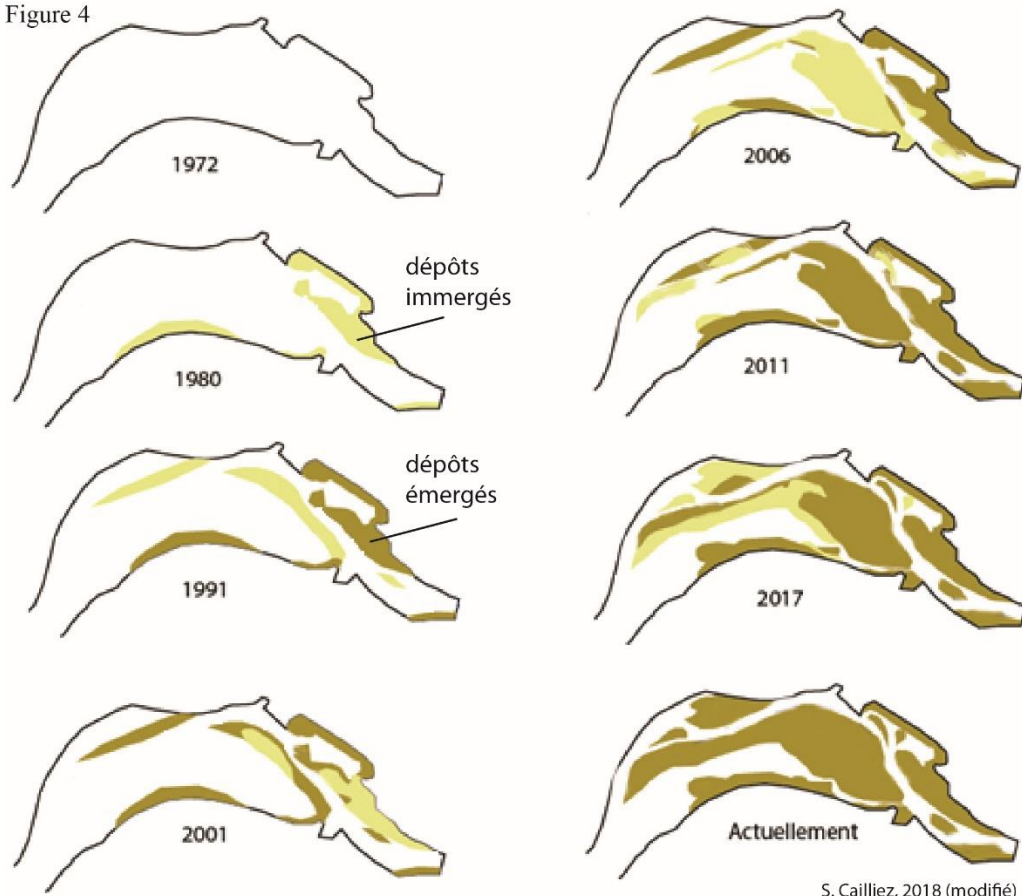 Figure 4
1972
1980
dépôts
immergés
1991
dépôts
émergés
2001
2006
2011
2017
Actuellement
S. Cailliez, 2018 (modifié)